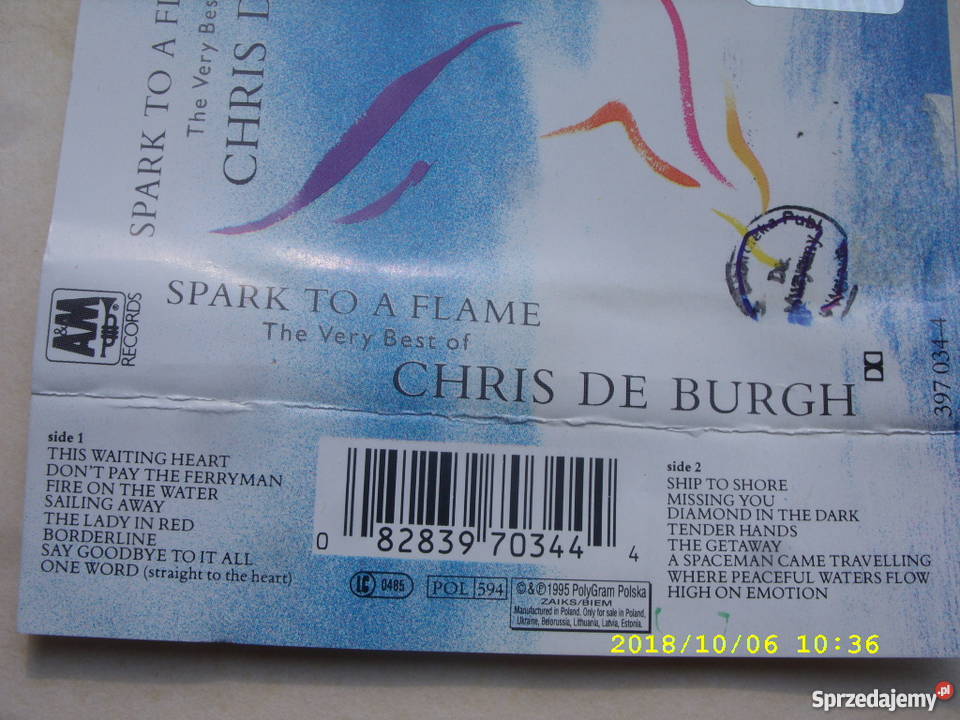 SPARK TO A FL
The Very Bes
CHRIS D
A&M
RECORDS
SPARK TO A FLAME
The Very Best of
CHRIS DE BURGH
397 034-4
side 1
THIS WAITING HEART
DON'T PAY THE FERRYMAN
FIRE ON THE WATER
SAILING AWAY
THE LADY IN RED
BORDERLINE
SAY GOODBYE TO IT ALL
ONE WORD (straight to the heart)
0 82839 70344 4
LC 0485
POL 594
©&℗1995 PolyGram Polska
ZAIKS/BIEM
Manufactured in Poland. Only for sale in Poland,
Ukraine, Belorussia, Lithuania, Latvia, Estonia.
side 2
SHIP TO SHORE
MISSING YOU
DIAMOND IN THE DARK
TENDER HANDS
THE GETAWAY
A SPACEMAN CAME TRAVELLING
WHERE PEACEFUL WATERS FLOW
HIGH ON EMOTION
2018/10/06 10:36
Sprzedajemy.pl